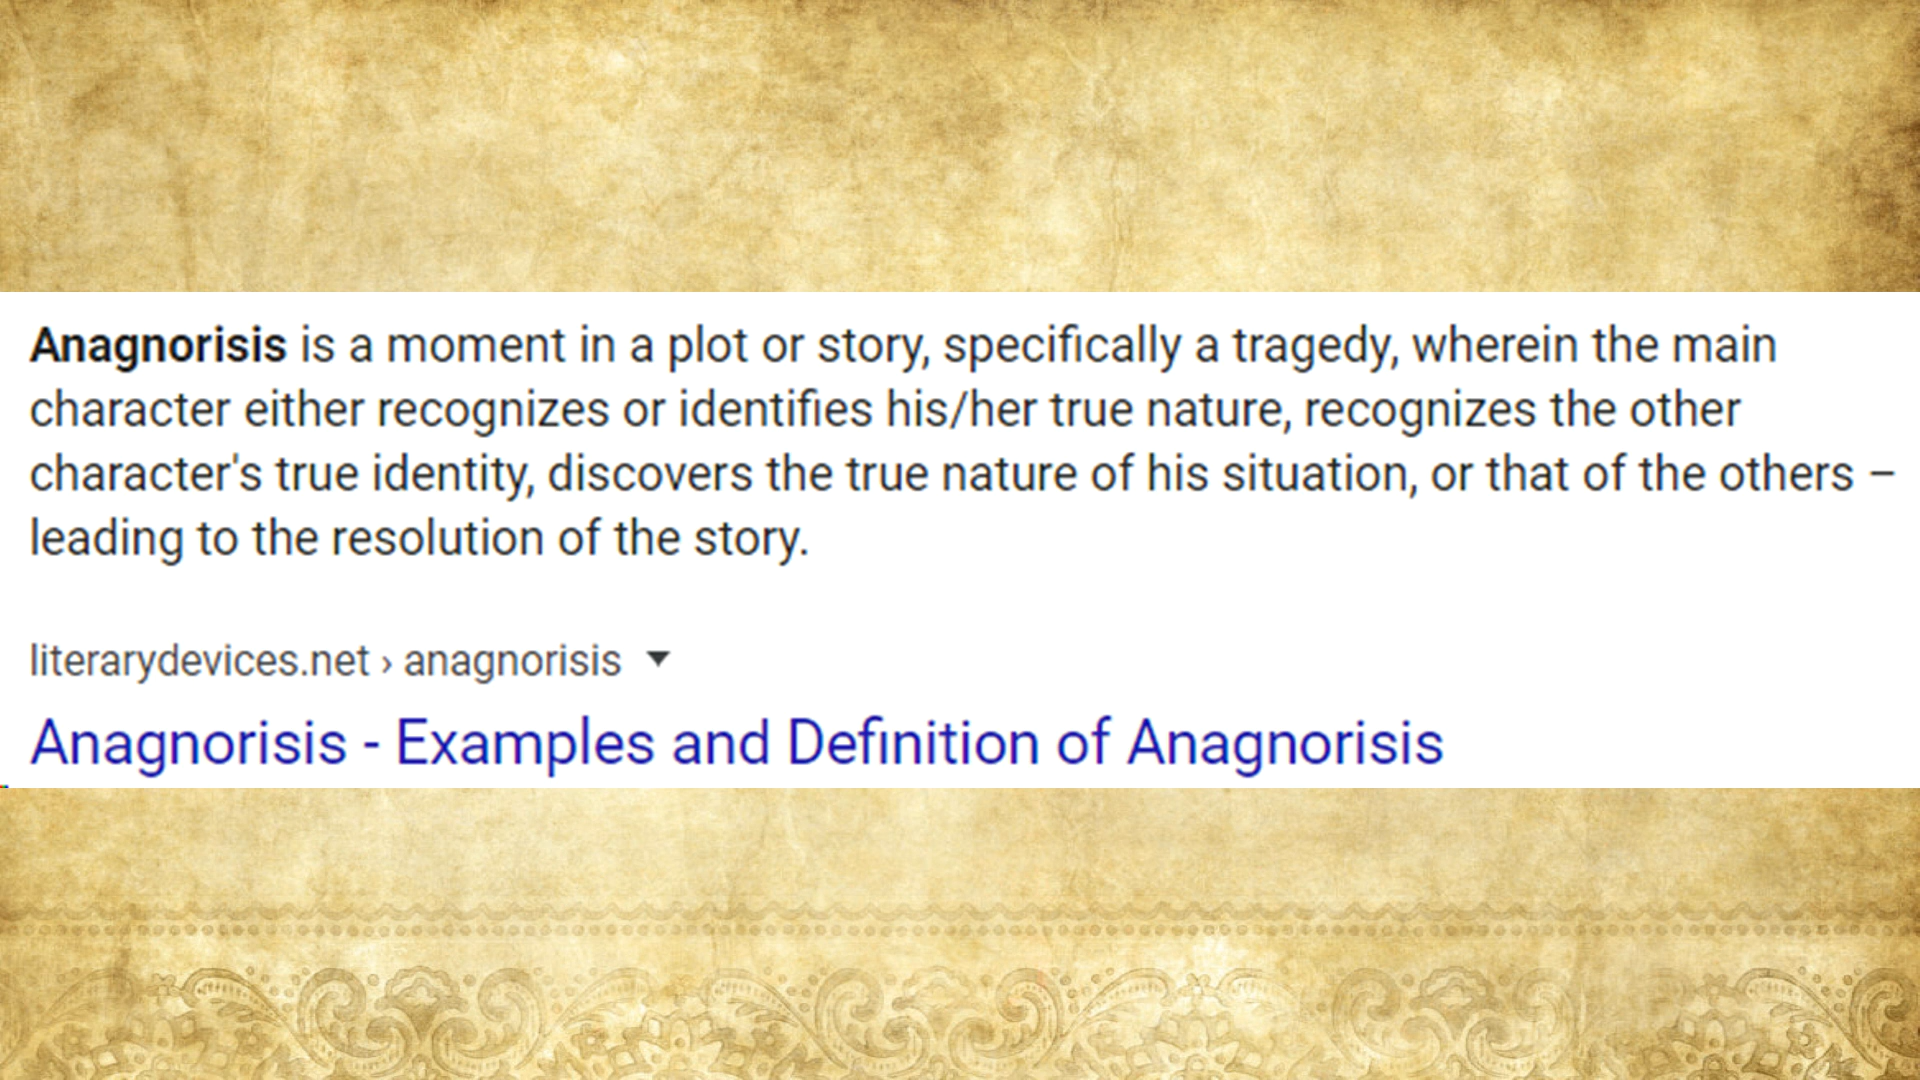 Anagnorisis is a moment in a plot or story, specifically a tragedy, wherein the main
character either recognizes or identifies his/her true nature, recognizes the other
character's true identity, discovers the true nature of his situation, or that of the others –
leading to the resolution of the story.
literarydevices.net › anagnorisis ▼
Anagnorisis - Examples and Definition of Anagnorisis